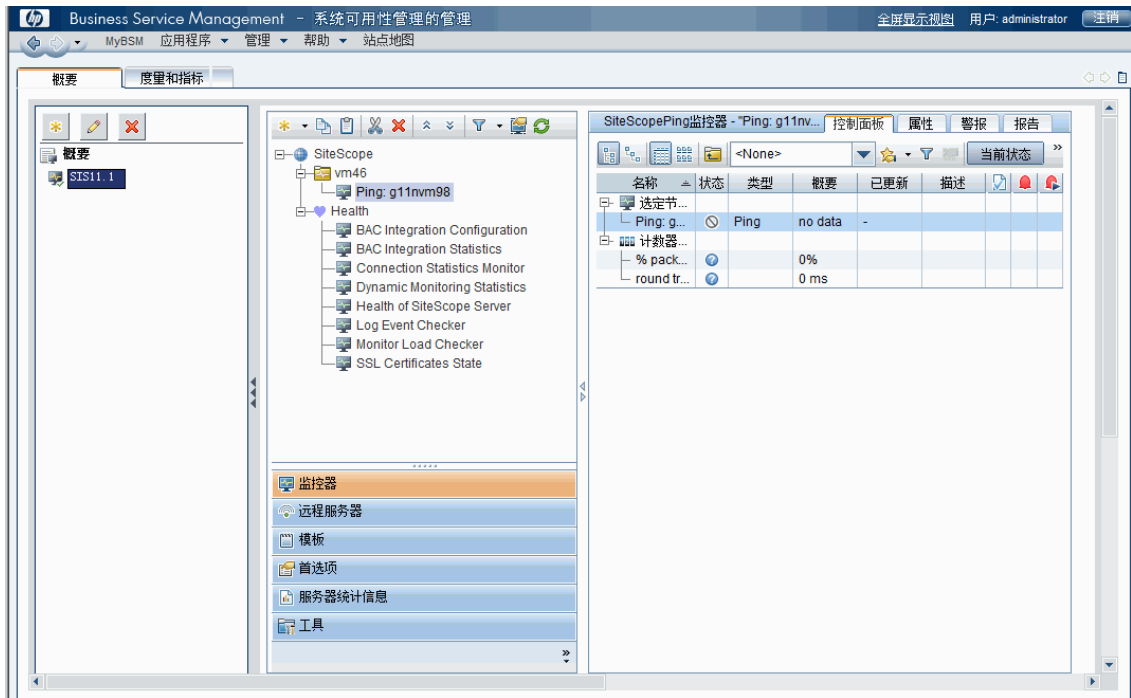 hp Business Service Management - 系统可用性管理的管理 全屏显示视图 用户: administrator 注销
MyBSM 应用程序 管理 帮助 站点地图
概要 度量和指标
概要
SIS11.1
SiteScope
vm46
Ping: g11nvm98
Health
BAC Integration Configuration
BAC Integration Statistics
Connection Statistics Monitor
Dynamic Monitoring Statistics
Health of SiteScope Server
Log Event Checker
Monitor Load Checker
SSL Certificates State
监控器
远程服务器
模板
首选项
服务器统计信息
工具
SiteScopePing监控器 - "Ping: g11nv... 控制面板 属性 警报 报告
<None> 当前状态
名称 状态 类型 概要 已更新 描述
选定节...
Ping: g... Ping no data -
计数器...
% pack... 0%
round tr... 0 ms